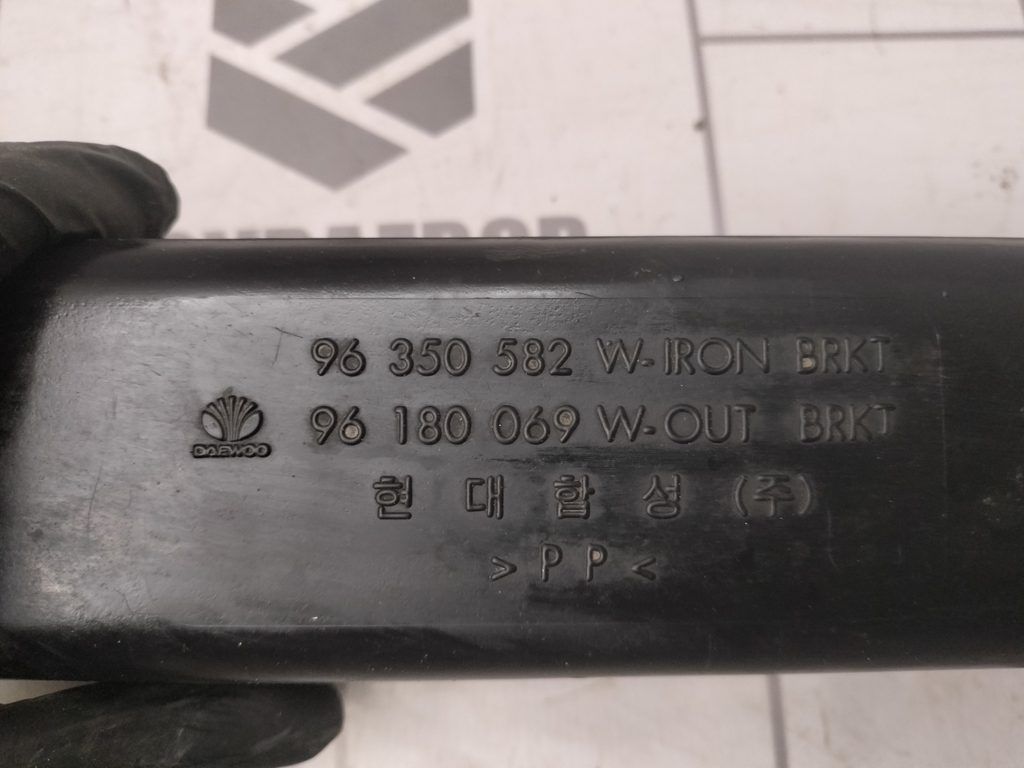 96 350 582 W-IRON BRKT
96 180 069 W-OUT BRKT
DAEWOO
현 대 합 성 (주)
> P P <